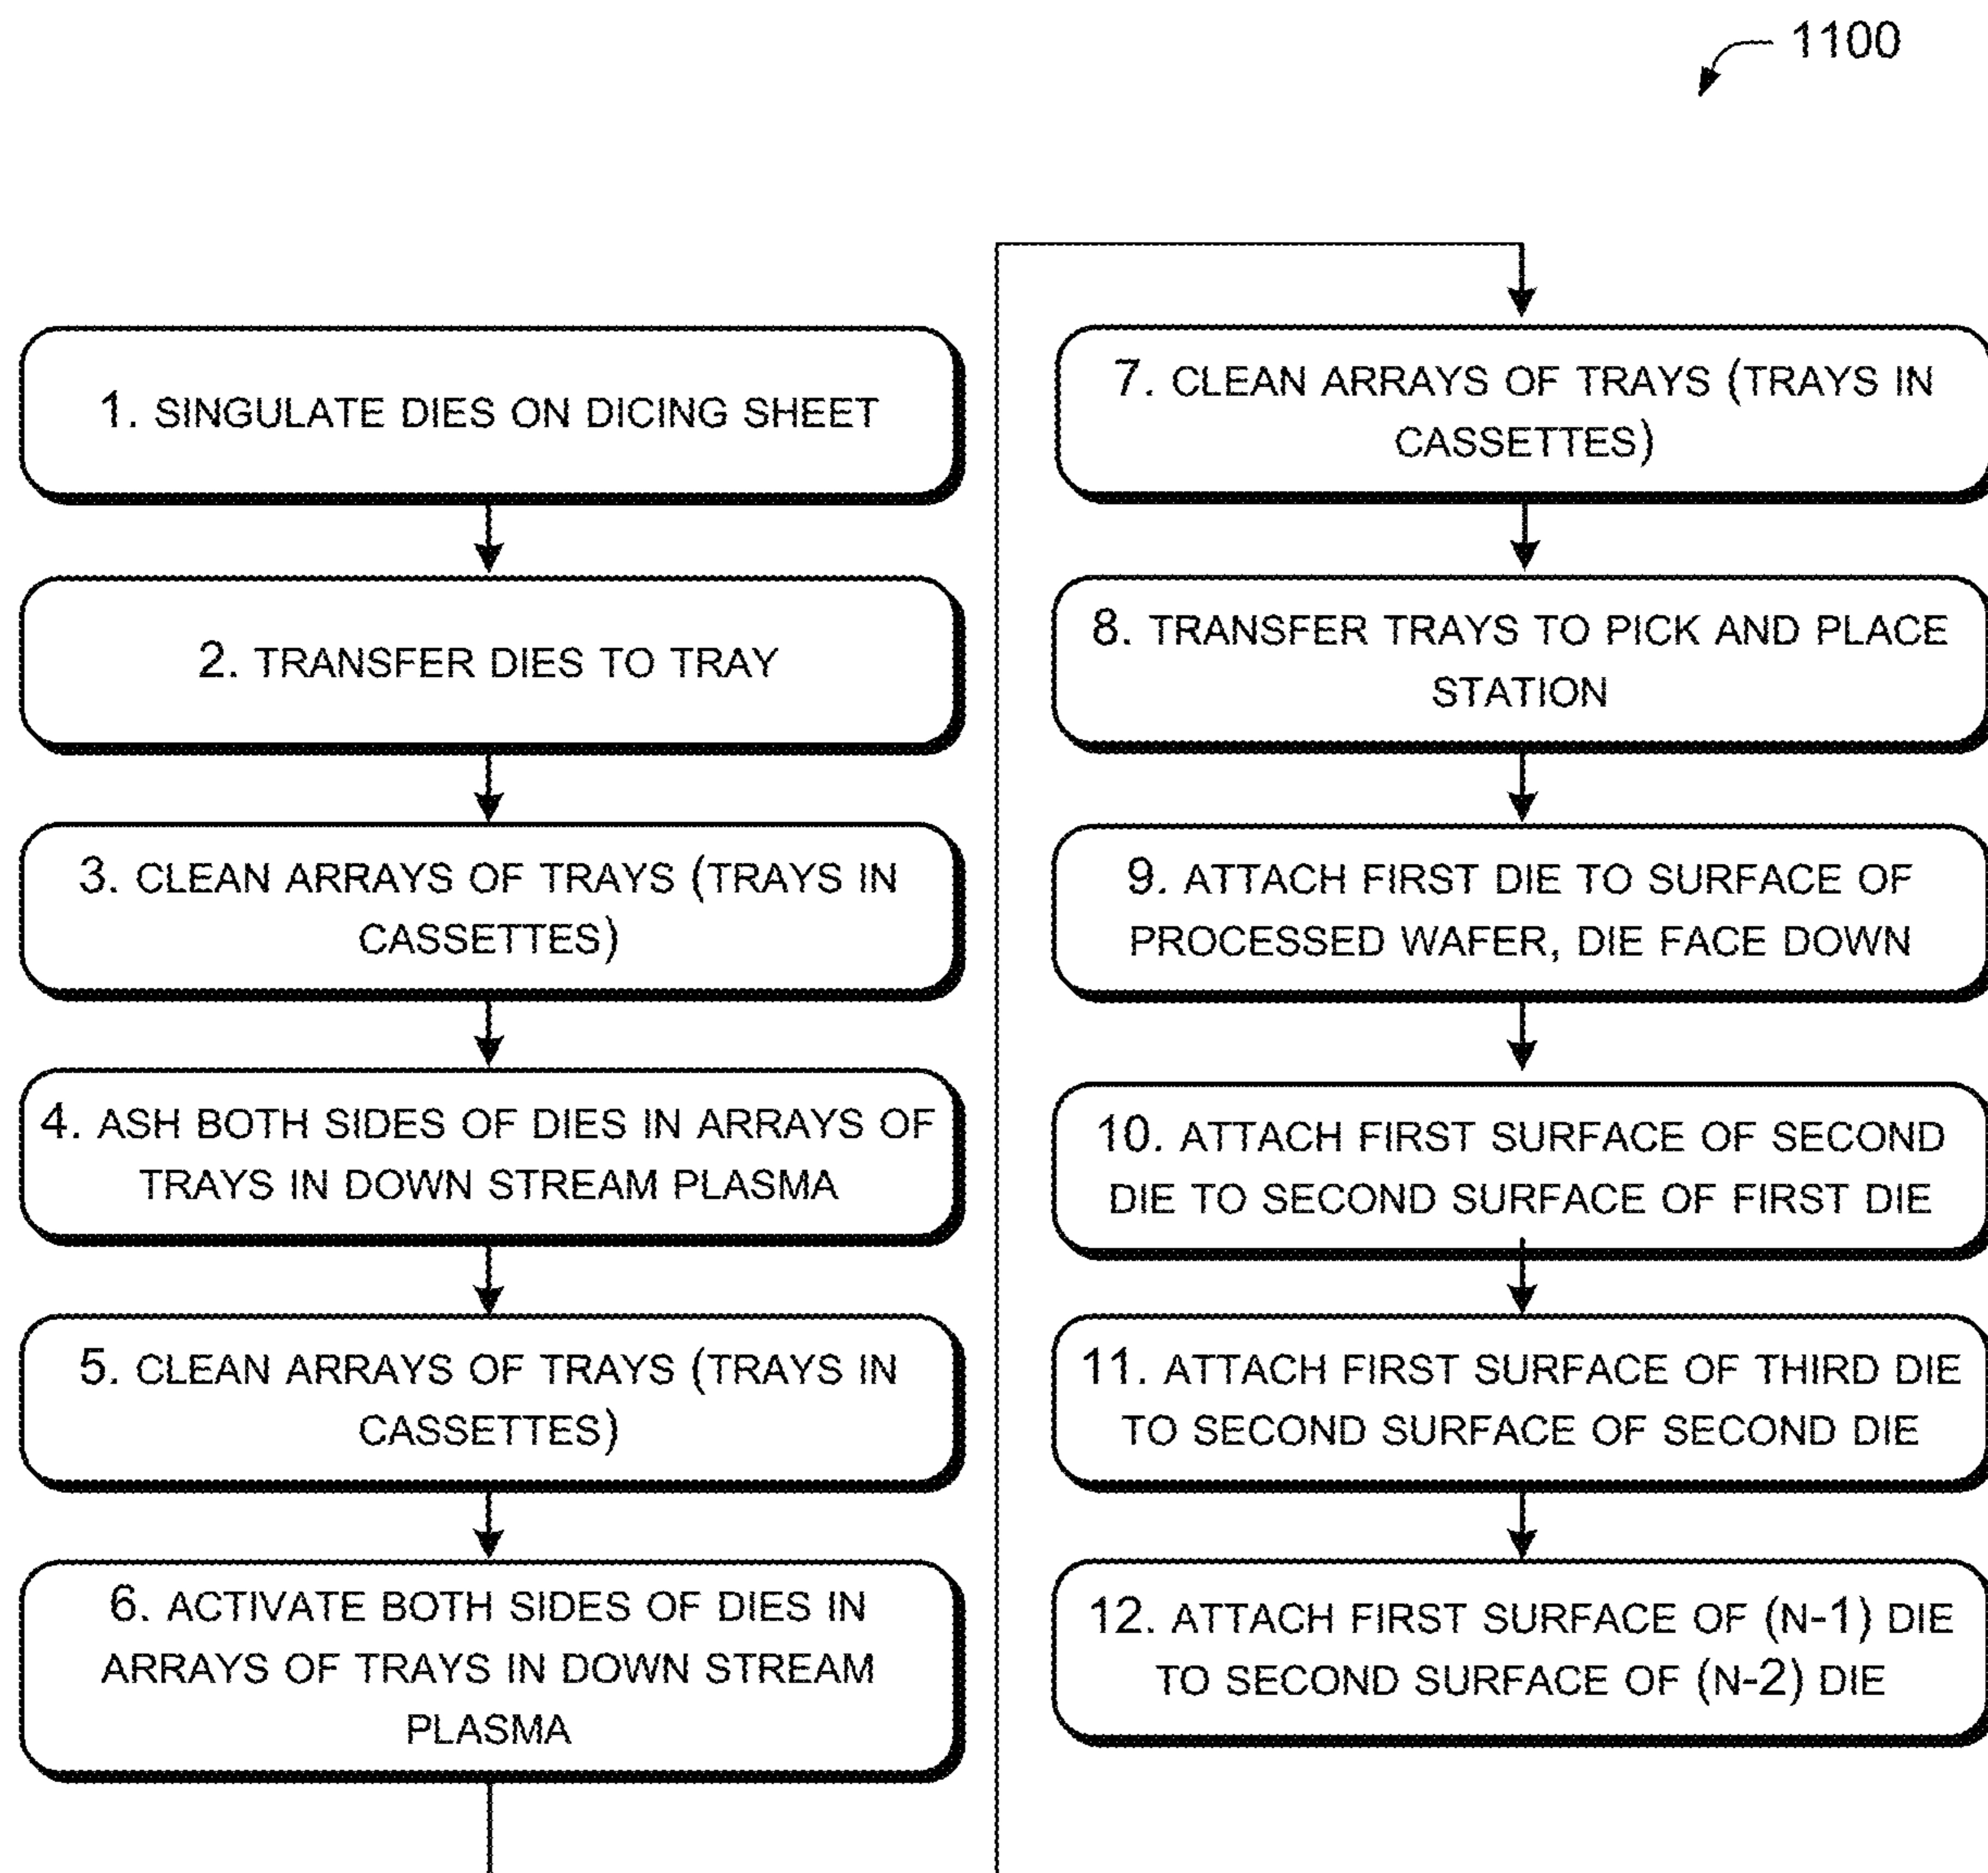 1100
1. SINGULATE DIES ON DICING SHEET
2. TRANSFER DIES TO TRAY
3. CLEAN ARRAYS OF TRAYS (TRAYS IN
CASSETTES)
4. ASH BOTH SIDES OF DIES IN ARRAYS OF
TRAYS IN DOWN STREAM PLASMA
5. CLEAN ARRAYS OF TRAYS (TRAYS IN
CASSETTES)
6. ACTIVATE BOTH SIDES OF DIES IN
ARRAYS OF TRAYS IN DOWN STREAM
PLASMA
7. CLEAN ARRAYS OF TRAYS (TRAYS IN
CASSETTES)
8. TRANSFER TRAYS TO PICK AND PLACE
STATION
9. ATTACH FIRST DIE TO SURFACE OF
PROCESSED WAFER, DIE FACE DOWN
10. ATTACH FIRST SURFACE OF SECOND
DIE TO SECOND SURFACE OF FIRST DIE
11. ATTACH FIRST SURFACE OF THIRD DIE
TO SECOND SURFACE OF SECOND DIE
12. ATTACH FIRST SURFACE OF (N-1) DIE
TO SECOND SURFACE OF (N-2) DIE